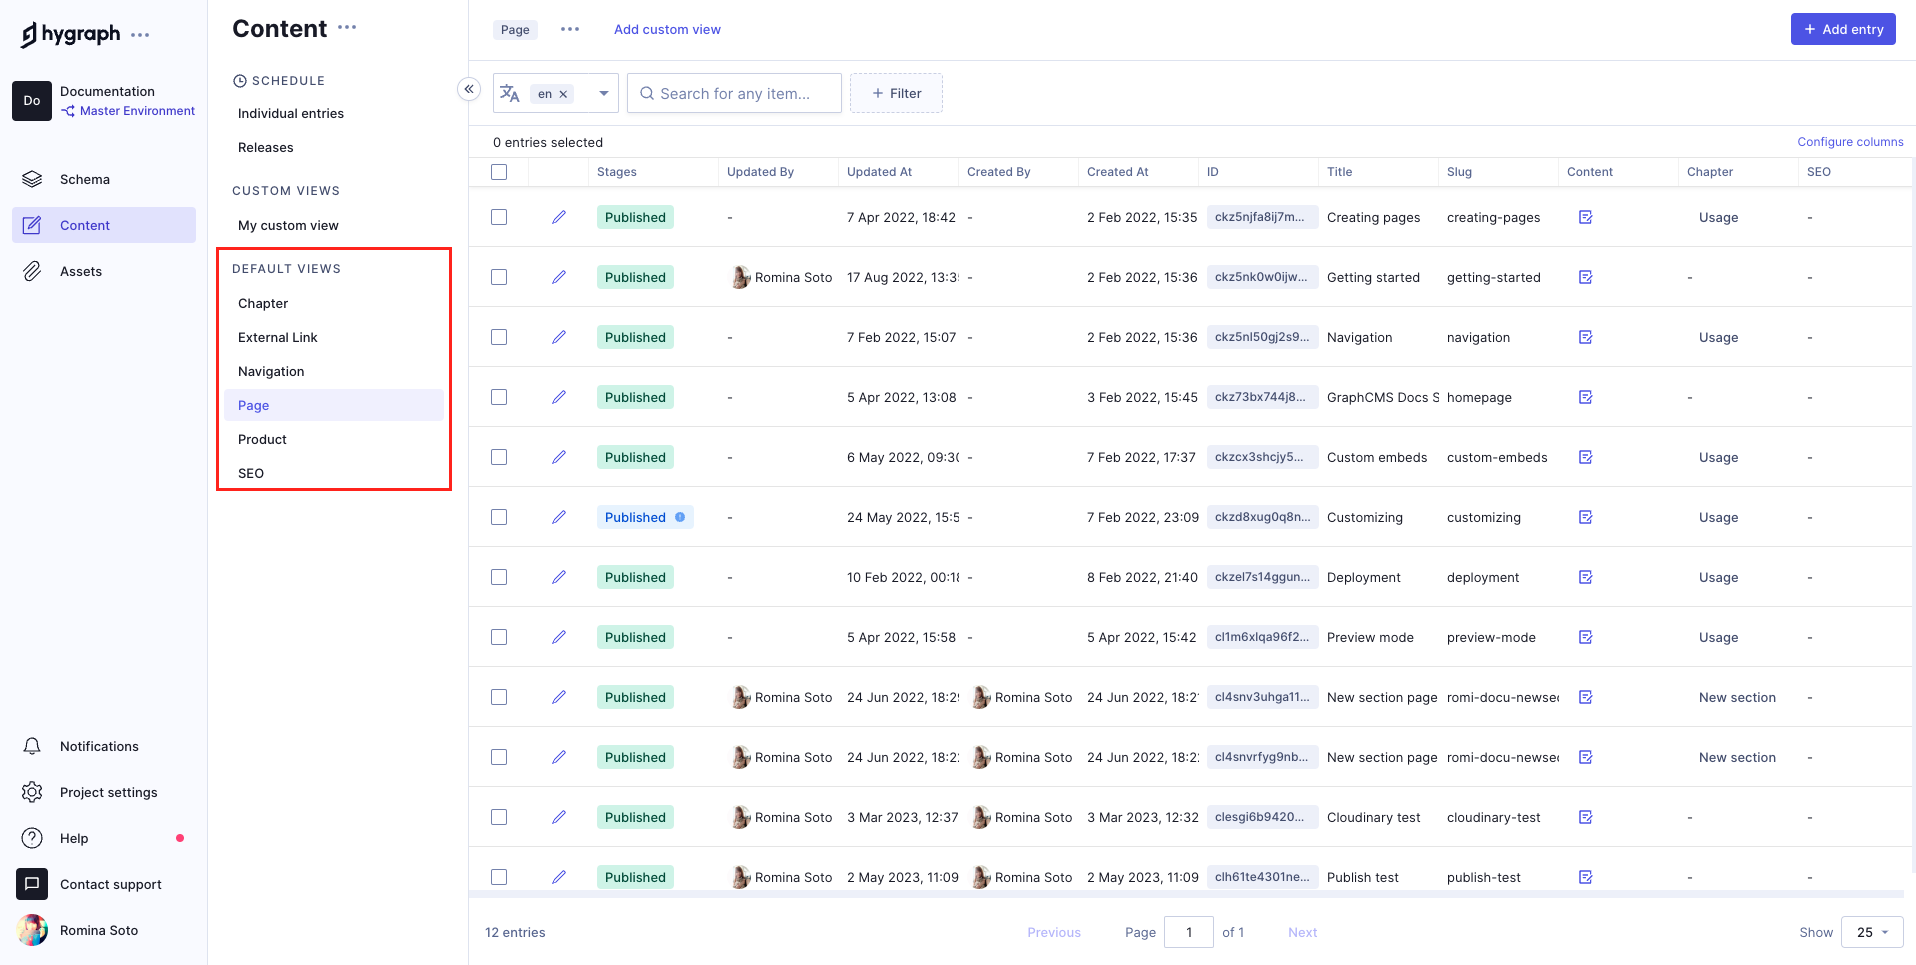 hygraph
Do
Documentation
Master Environment
Schema
Content
Assets
Notifications
Project settings
Help
Contact support
Romina Soto
Content
SCHEDULE
Individual entries
Releases
CUSTOM VIEWS
My custom view
DEFAULT VIEWS
Chapter
External Link
Navigation
Page
Product
SEO
Page Add custom view + Add entry
en Search for any item... + Filter
0 entries selected Configure columns
Stages Updated By Updated At Created By Created At ID Title Slug Content Chapter SEO
Published - 7 Apr 2022, 18:42 - 2 Feb 2022, 15:35 ckz5njfa8ij7m... Creating pages creating-pages Usage -
Published Romina Soto 17 Aug 2022, 13:3 - 2 Feb 2022, 15:36 ckz5nk0w0ijw... Getting started getting-started - -
Published - 7 Feb 2022, 15:07 - 2 Feb 2022, 15:36 ckz5nl50gj2s9... Navigation navigation Usage -
Published - 5 Apr 2022, 13:08 - 3 Feb 2022, 15:45 ckz73bx744j8... GraphCMS Docs S homepage - -
Published - 6 May 2022, 09:30 - 7 Feb 2022, 17:37 ckzcx3shcjy5... Custom embeds custom-embeds Usage -
Published - 24 May 2022, 15:5 - 7 Feb 2022, 23:09 ckzd8xug0q8n... Customizing customizing Usage -
Published - 10 Feb 2022, 00:18 - 8 Feb 2022, 21:40 ckzel7s14ggun... Deployment deployment Usage -
Published - 5 Apr 2022, 15:58 - 5 Apr 2022, 15:42 cl1m6xlqa96f2... Preview mode preview-mode Usage -
Published Romina Soto 24 Jun 2022, 18:2 Romina Soto 24 Jun 2022, 18:2 cl4snv3uhga11... New section page romi-docu-newsec New section -
Published Romina Soto 24 Jun 2022, 18:2 Romina Soto 24 Jun 2022, 18:2 cl4snvrfyg9nb... New section page romi-docu-newsec New section -
Published Romina Soto 3 Mar 2023, 12:37 Romina Soto 3 Mar 2023, 12:32 clesgi6b9420... Cloudinary test cloudinary-test - -
Published Romina Soto 2 May 2023, 11:09 Romina Soto 2 May 2023, 11:09 clh61te4301ne... Publish test publish-test - -
12 entries Previous Page 1 of 1 Next Show 25